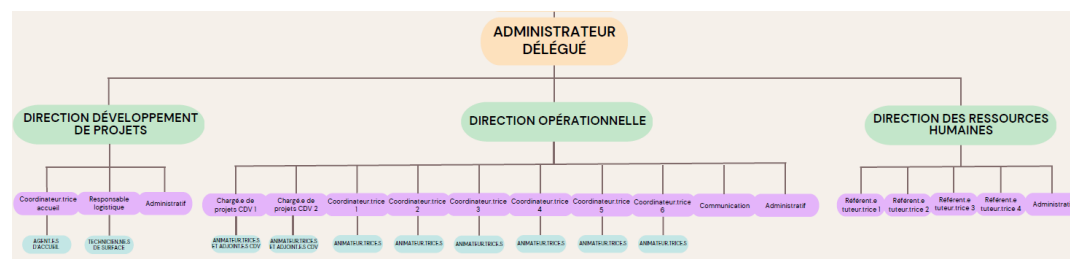 ADMINISTRATEUR
DÉLÉGUÉ
DIRECTION DÉVELOPPEMENT
DE PROJETS
DIRECTION OPÉRATIONNELLE
DIRECTION DES RESSOURCES
HUMAINES
Coordinateur.trice
accueil
Responsable
logistique
Administratif
Chargé.e de
projets CDV 1
Chargé.e de
projets CDV 2
Coordinateur.trice
1
Coordinateur.trice
2
Coordinateur.trice
3
Coordinateur.trice
4
Coordinateur.trice
5
Coordinateur.trice
6
Communication
Administratif
Référent.e
tuteur.trice 1
Référent.e
tuteur.trice 2
Référent.e
tuteur.trice 3
Référent.e
tuteur.trice 4
Administrati
AGENT.E.S
D'ACCUEIL
TECHNICIEN.NE.S
DE SURFACE
ANIMATEUR.TRICE.S
ET ADJOINT.E.S CDV
ANIMATEUR.TRICE.S
ET ADJOINT.E.S CDV
ANIMATEUR.TRICE.S
ANIMATEUR.TRICE.S
ANIMATEUR.TRICE.S
ANIMATEUR.TRICE.S
ANIMATEUR.TRICE.S
ANIMATEUR.TRICE.S